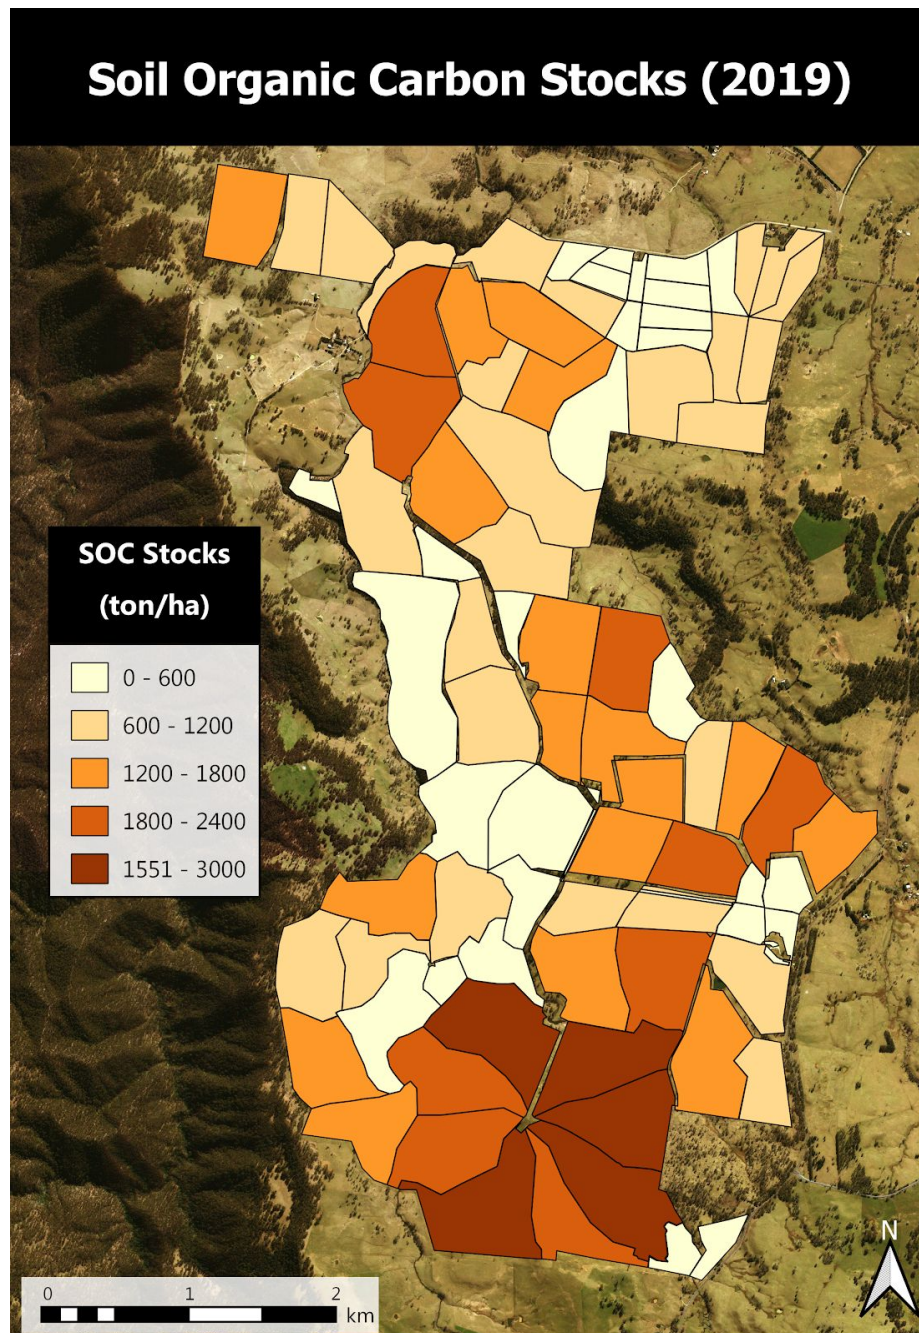 Soil Organic Carbon Stocks (2019)
SOC Stocks
(ton/ha)
0 - 600
600 - 1200
1200 - 1800
1800 - 2400
1551 - 3000
N
0 1 2
km